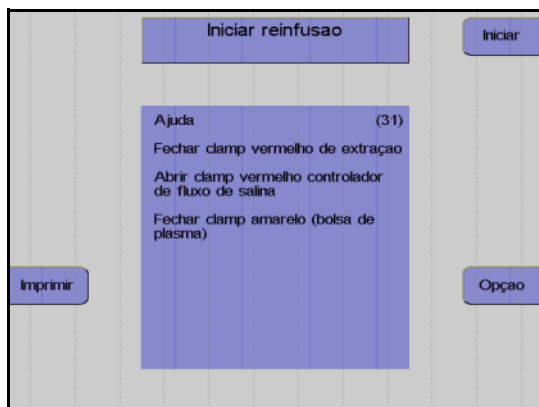 Iniciar reinfusao
Iniciar
Ajuda (31)
Fechar clamp vermelho de extraçao
Abrir clamp vermelho controlador
de fluxo de salina
Fechar clamp amarelo (bolsa de
plasma)
Imprimir
Opçao